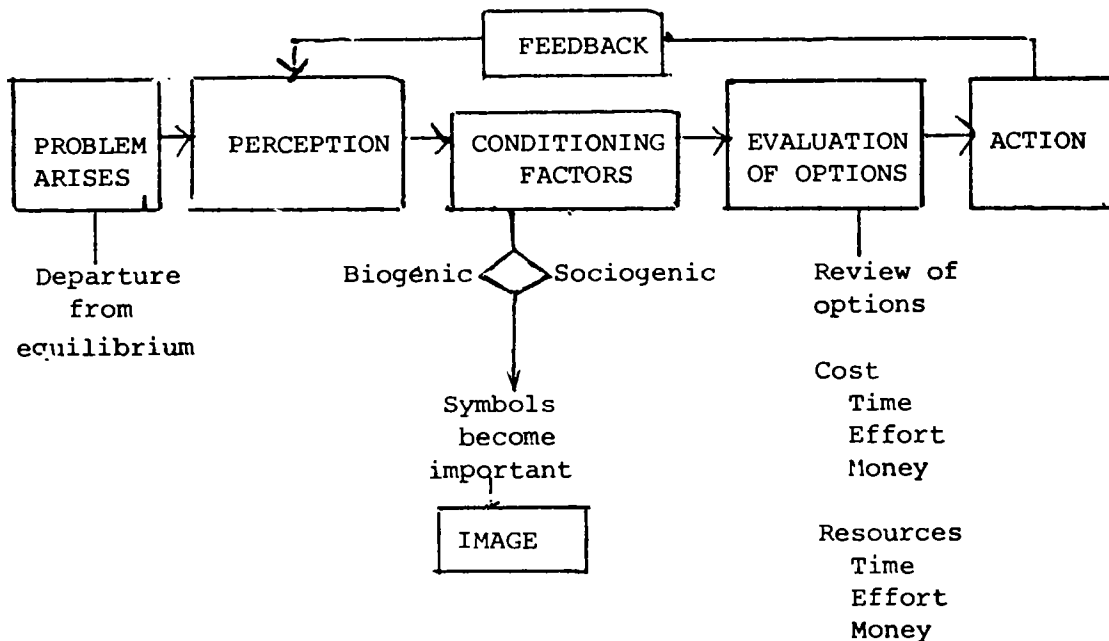 FEEDBACK
PROBLEM
ARISES
PERCEPTION
CONDITIONING
FACTORS
EVALUATION
OF OPTIONS
ACTION
Departure
from
equilibrium
Biogenic
Sociogenic
Symbols
become
important
IMAGE
Review of
options
Cost
Time
Effort
Money
Resources
Time
Effort
Money